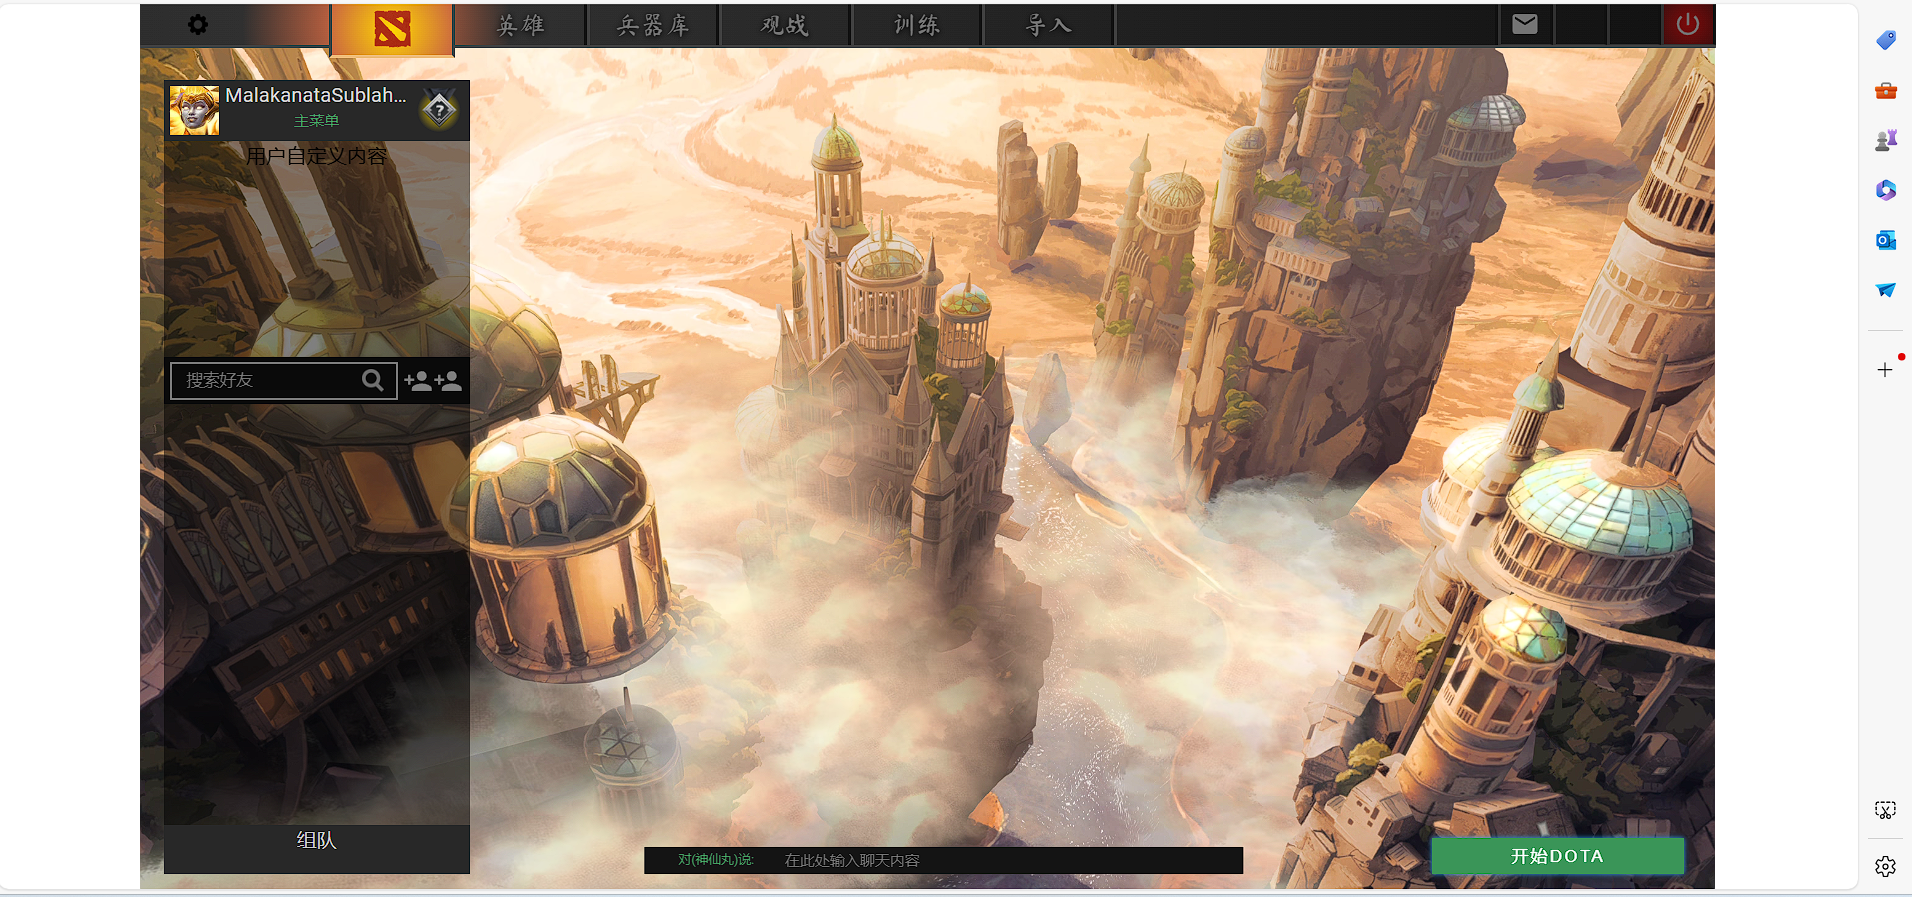 英雄
兵器库
观战
训练
导入
MalakanataSublah...
主菜单
用户自定义内容
搜索好友
组队
对(神仙丸)说:
在此处输入聊天内容
开始DOTA